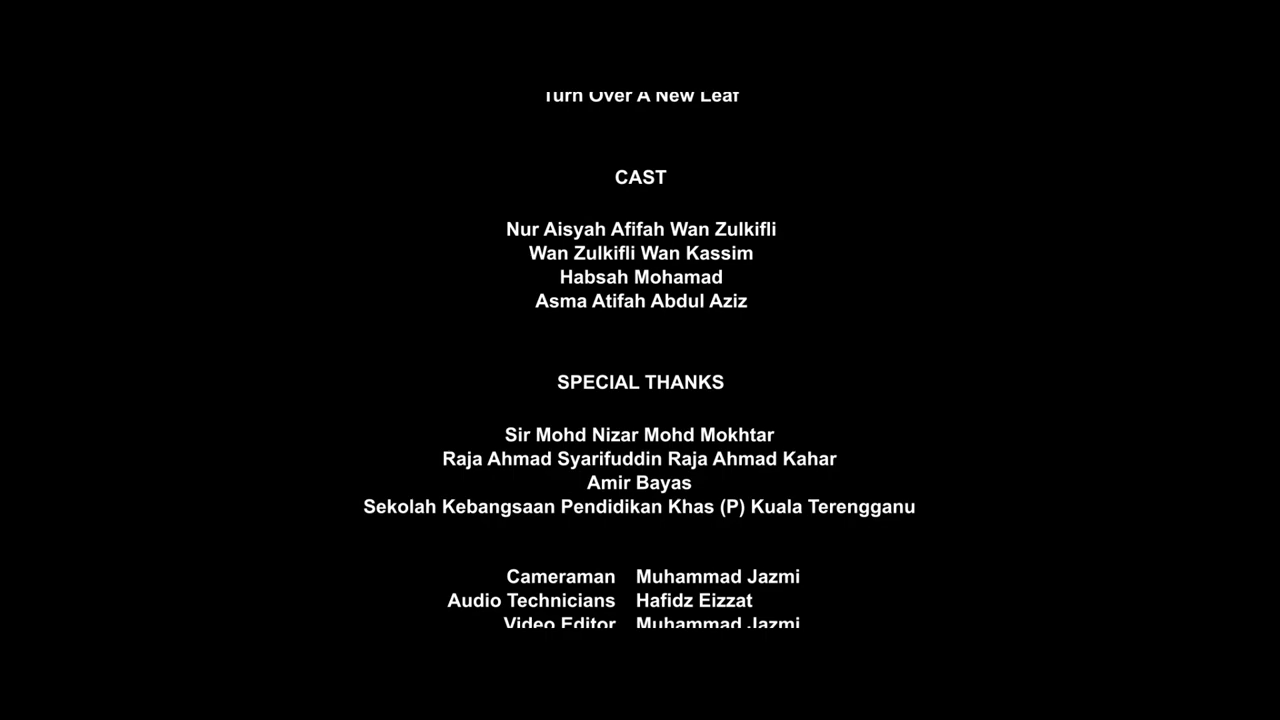 Turn Over A New Leaf
CAST
Nur Aisyah Afifah Wan Zulkifli
Wan Zulkifli Wan Kassim
Habsah Mohamad
Asma Atifah Abdul Aziz
SPECIAL THANKS
Sir Mohd Nizar Mohd Mokhtar
Raja Ahmad Syarifuddin Raja Ahmad Kahar
Amir Bayas
Sekolah Kebangsaan Pendidikan Khas (P) Kuala Terengganu
Cameraman Muhammad Jazmi
Audio Technicians Hafidz Eizzat
Video Editor Muhammad Jazmi